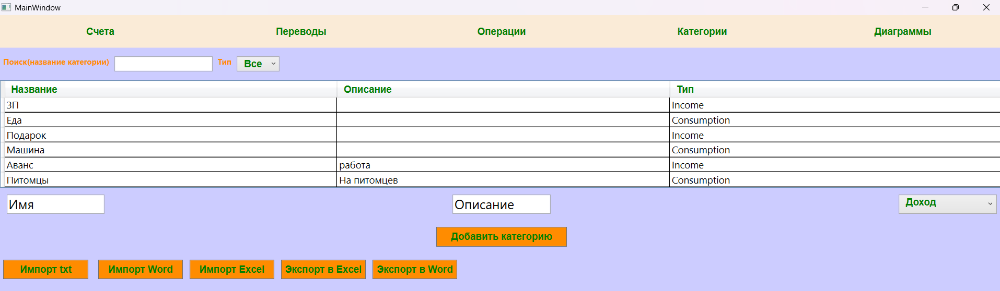 MainWindow
Счета Переводы Операции Категории Диаграммы
Поиск(название категории) Тип Все
Название Описание Тип
ЗП Income
Еда Consumption
Подарок Income
Машина Consumption
Аванс работа Income
Питомцы На питомцев Consumption
Имя Описание Доход
Добавить категорию
Импорт txt Импорт Word Импорт Excel Экспорт в Excel Экспорт в Word